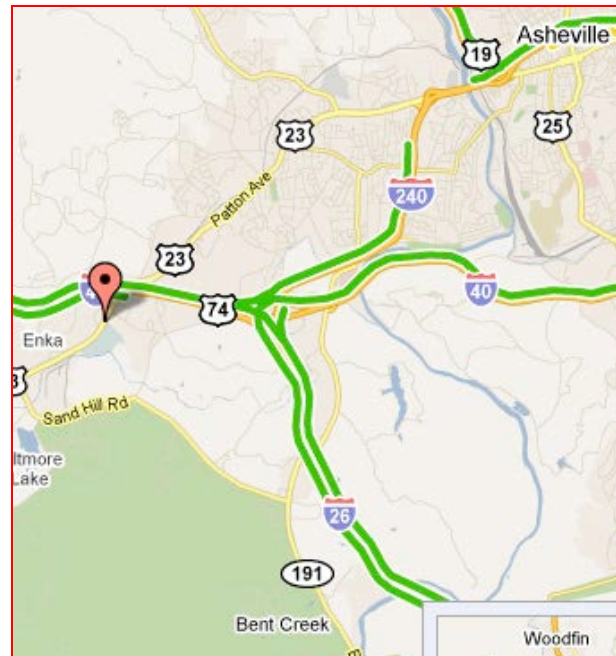 Asheville
19
25
23
Patton Ave
240
23
40
74
Enka
Sand Hill Rd
ltmore
Lake
26
191
Bent Creek
Woodfin